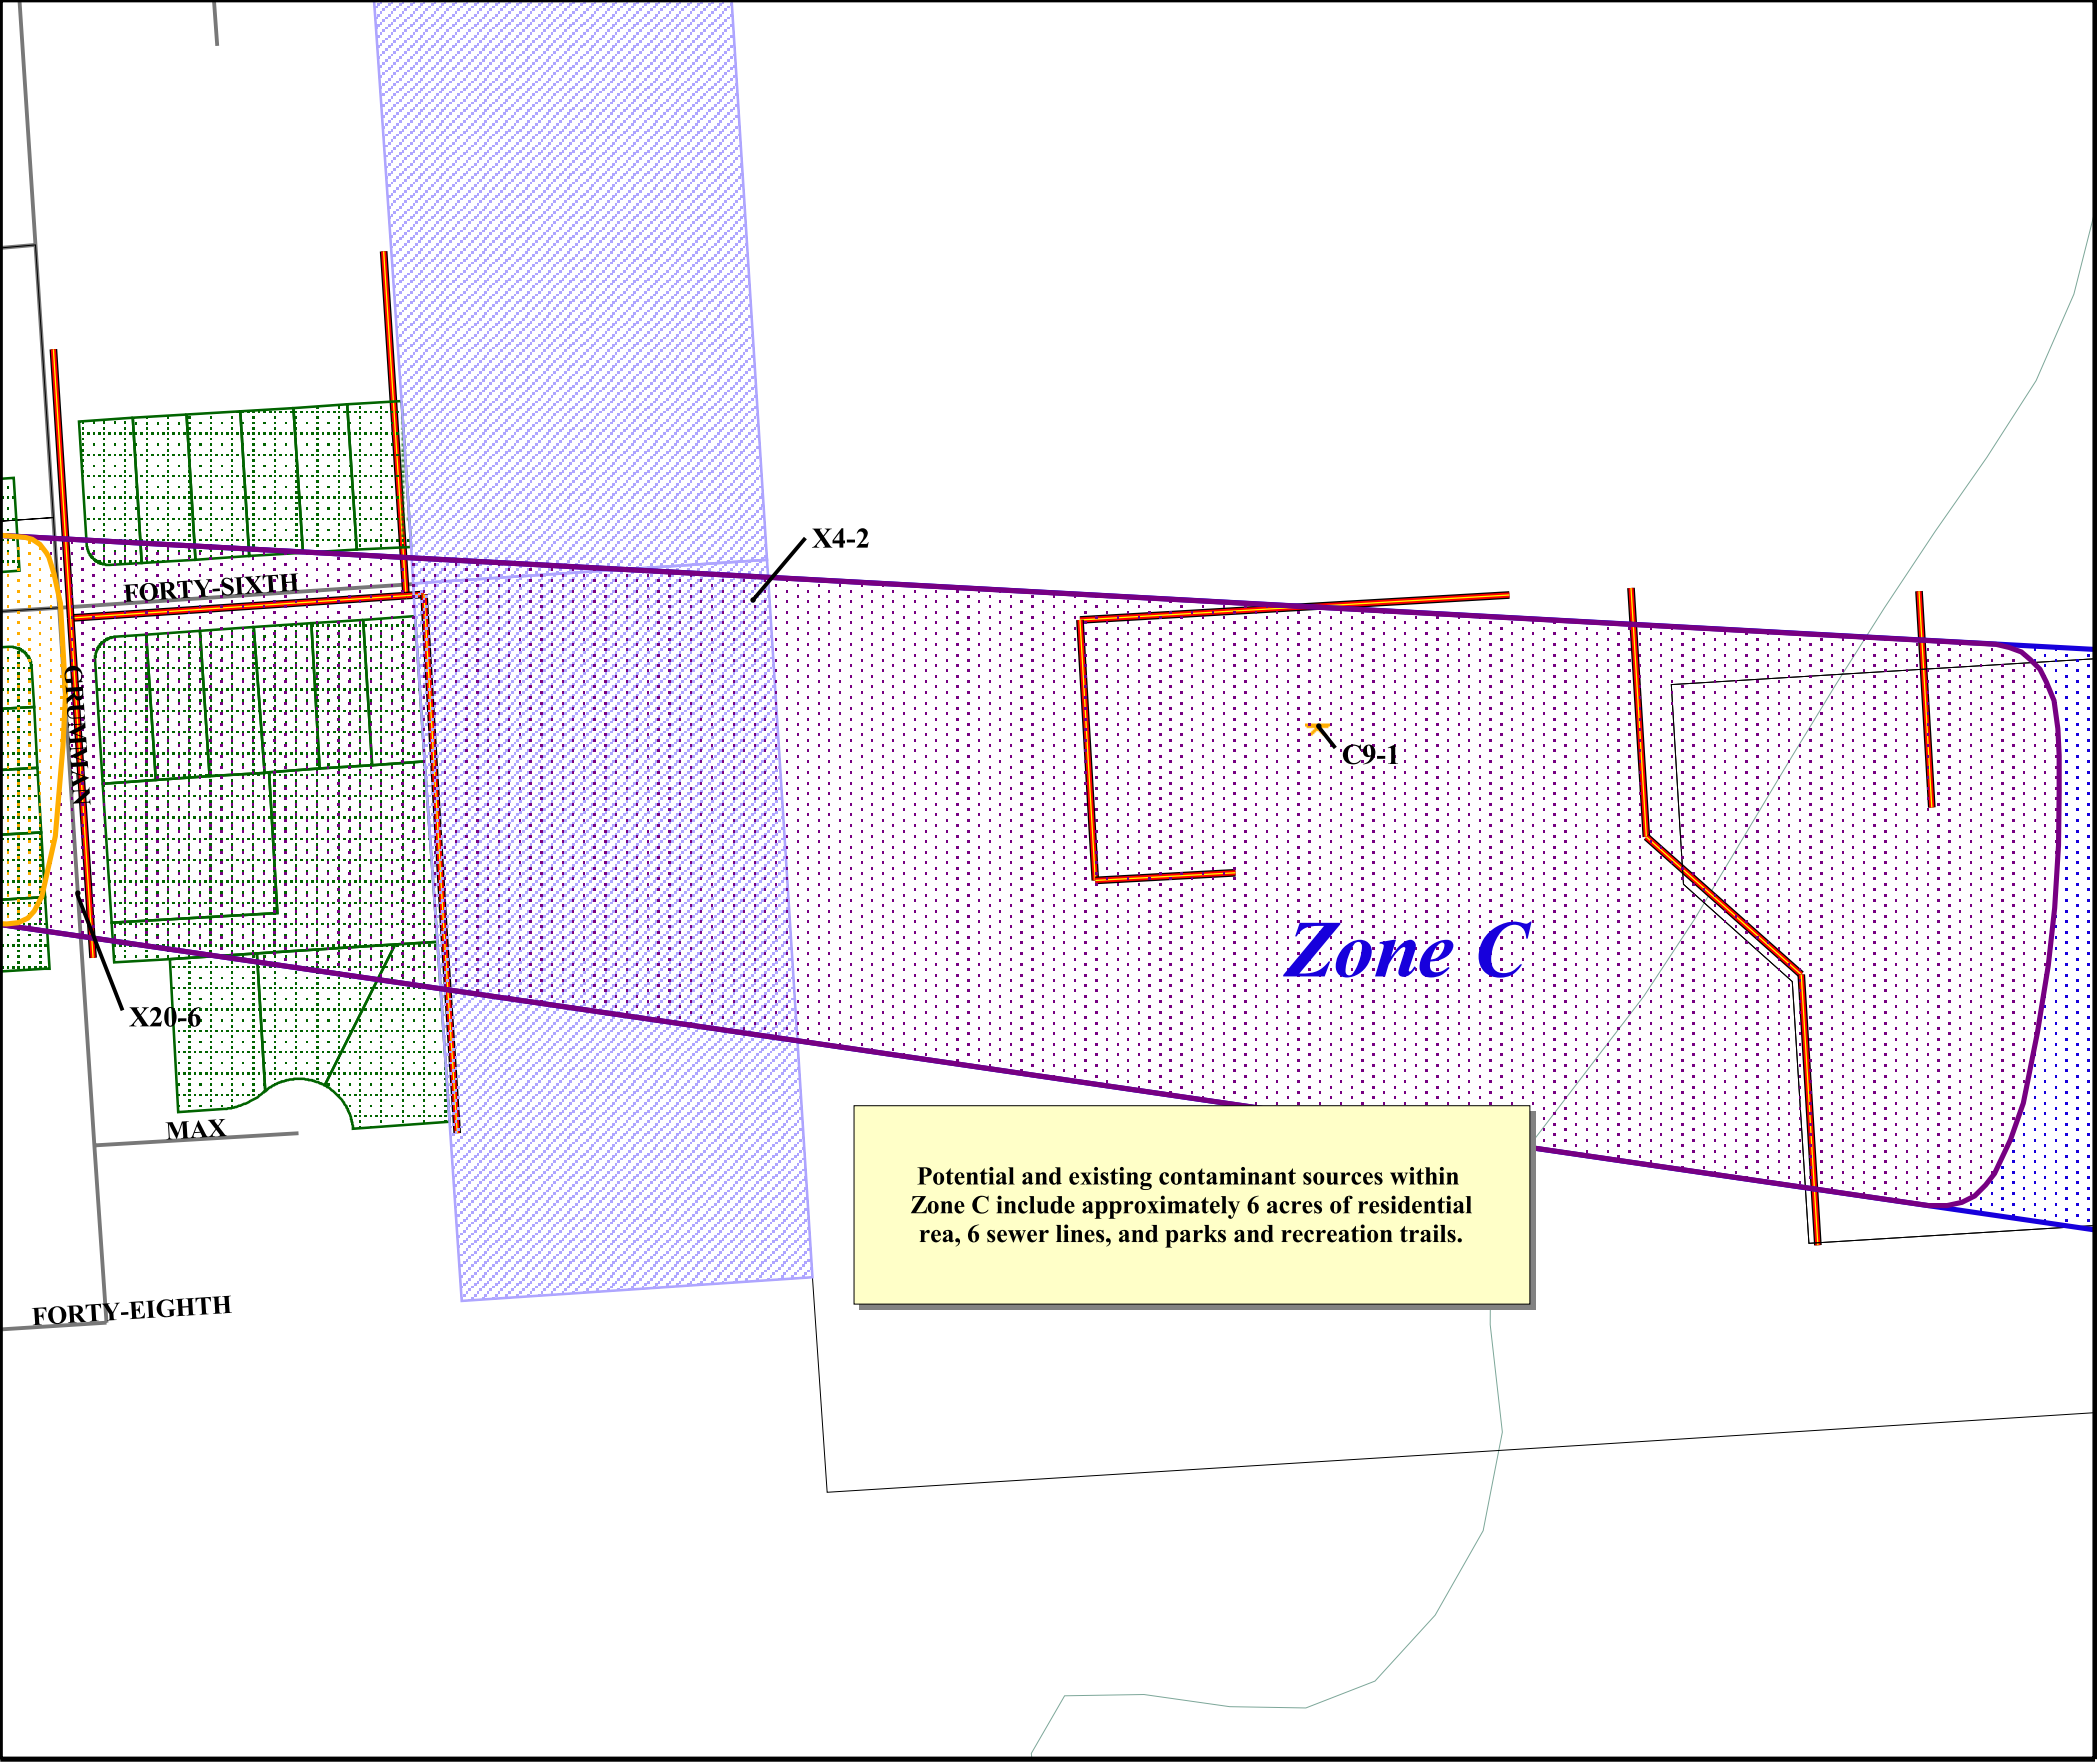 X4-2
FORTY-SIXTH
GRUMMAN
C9-1
Zone C
X20-6
MAX
Potential and existing contaminant sources within
Zone C include approximately 6 acres of residential
rea, 6 sewer lines, and parks and recreation trails.
FORTY-EIGHTH